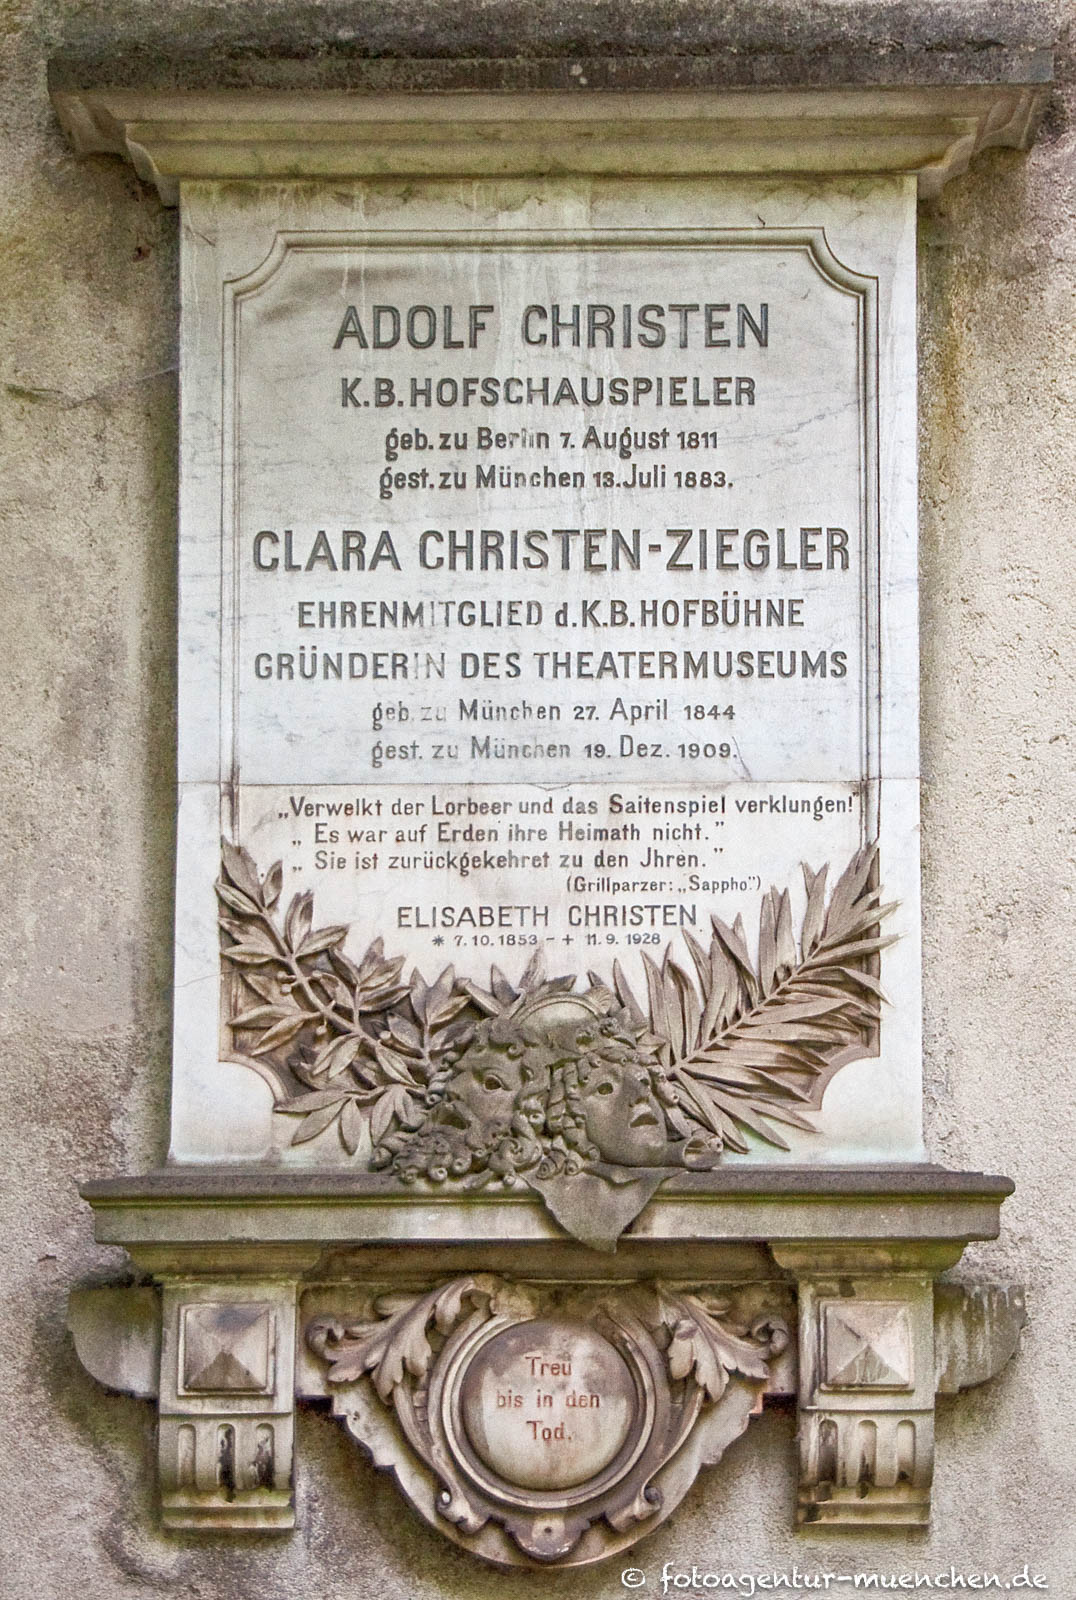 ADOLF CHRISTEN
K.B.HOFSCHAUSPIELER
geb. zu Berlin 7. August 1811
gest. zu München 13. Juli 1883.
CLARA CHRISTEN-ZIEGLER
EHRENMITGLIED d.K.B.HOFBÜHNE
GRÜNDERIN DES THEATERMUSEUMS
geb. zu München 27. April 1844
gest. zu München 19. Dez. 1909.
„Verwelkt der Lorbeer und das Saitenspiel verklungen!"
„Es war auf Erden ihre Heimath nicht."
„Sie ist zurückgekehret zu den Jhren."
(Grillparzer: „Sappho".)
ELISABETH CHRISTEN
* 7.10.1853 - + 11.9.1928
Treu
bis in den
Tod.
© fotoagentur-muenchen.de